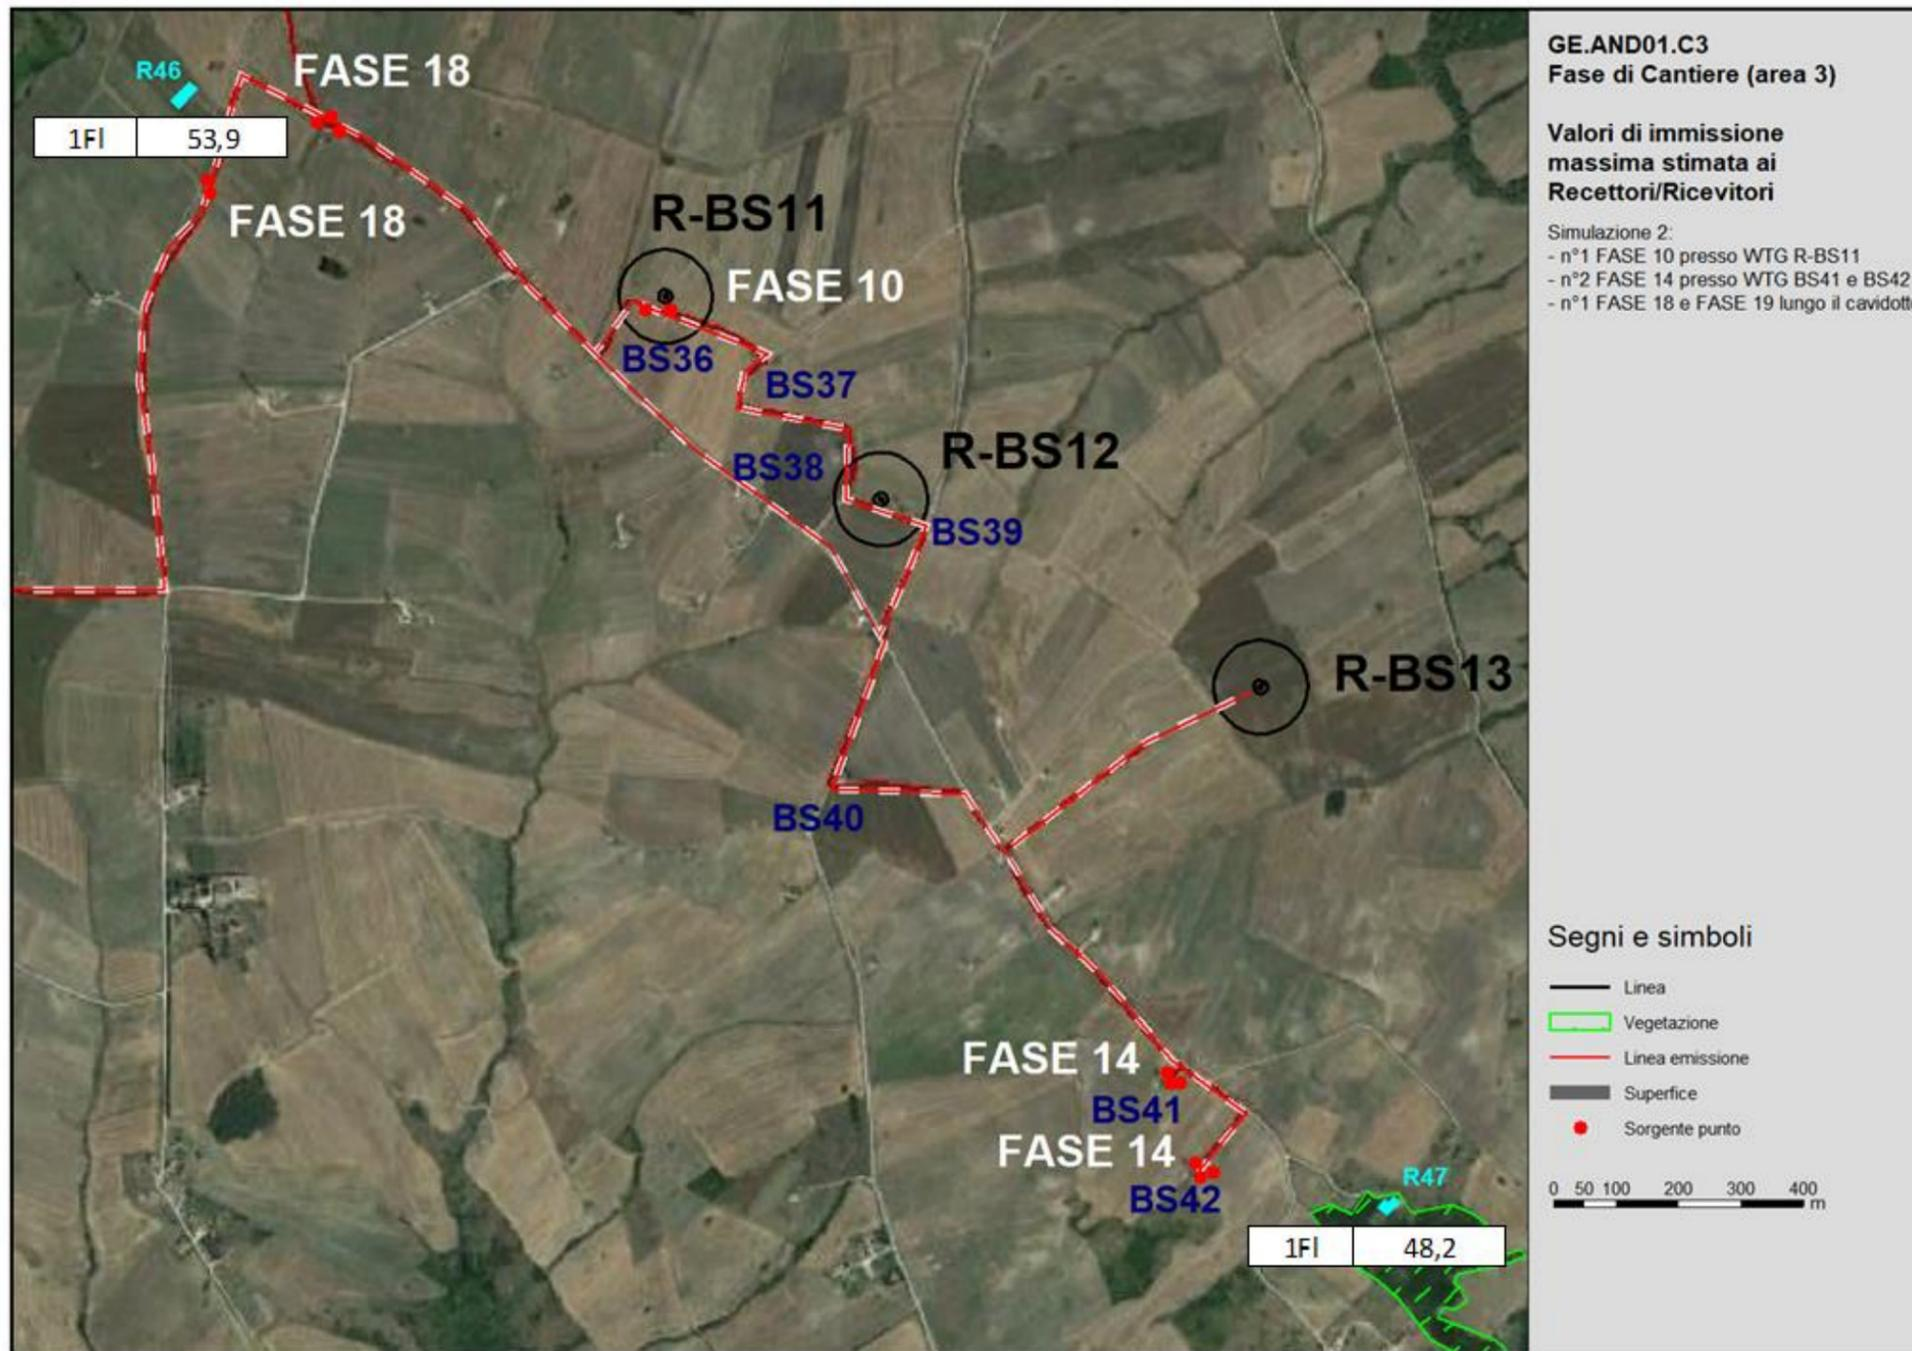 R46
FASE 18
1Fl 53,9
FASE 18
R-BS11
FASE 10
BS36
BS37
R-BS12
BS38
BS39
R-BS13
BS40
FASE 14
BS41
FASE 14
BS42
R47
1Fl 48,2
GE.AND01.C3
Fase di Cantiere (area 3)
Valori di immissione
massima stimata ai
Recettori/Ricevitori
Simulazione 2:
- n°1 FASE 10 presso WTG R-BS11
- n°2 FASE 14 presso WTG BS41 e BS42
- n°1 FASE 18 e FASE 19 lungo il cavidott
Segni e simboli
Linea
Vegetazione
Linea emissione
Superfice
Sorgente punto
0 50 100 200 300 400
m